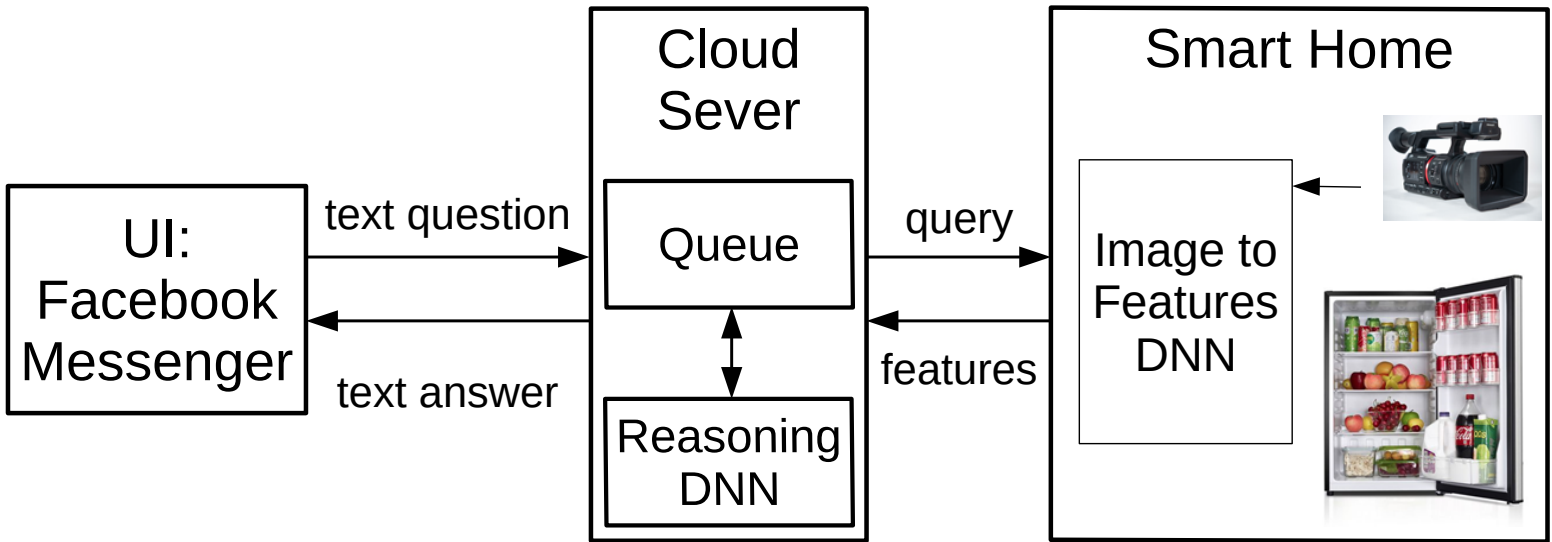 Cloud
Sever
Smart Home
UI:
Facebook
Messenger
text question
text answer
Queue
Reasoning
DNN
query
features
Image to
Features
DNN